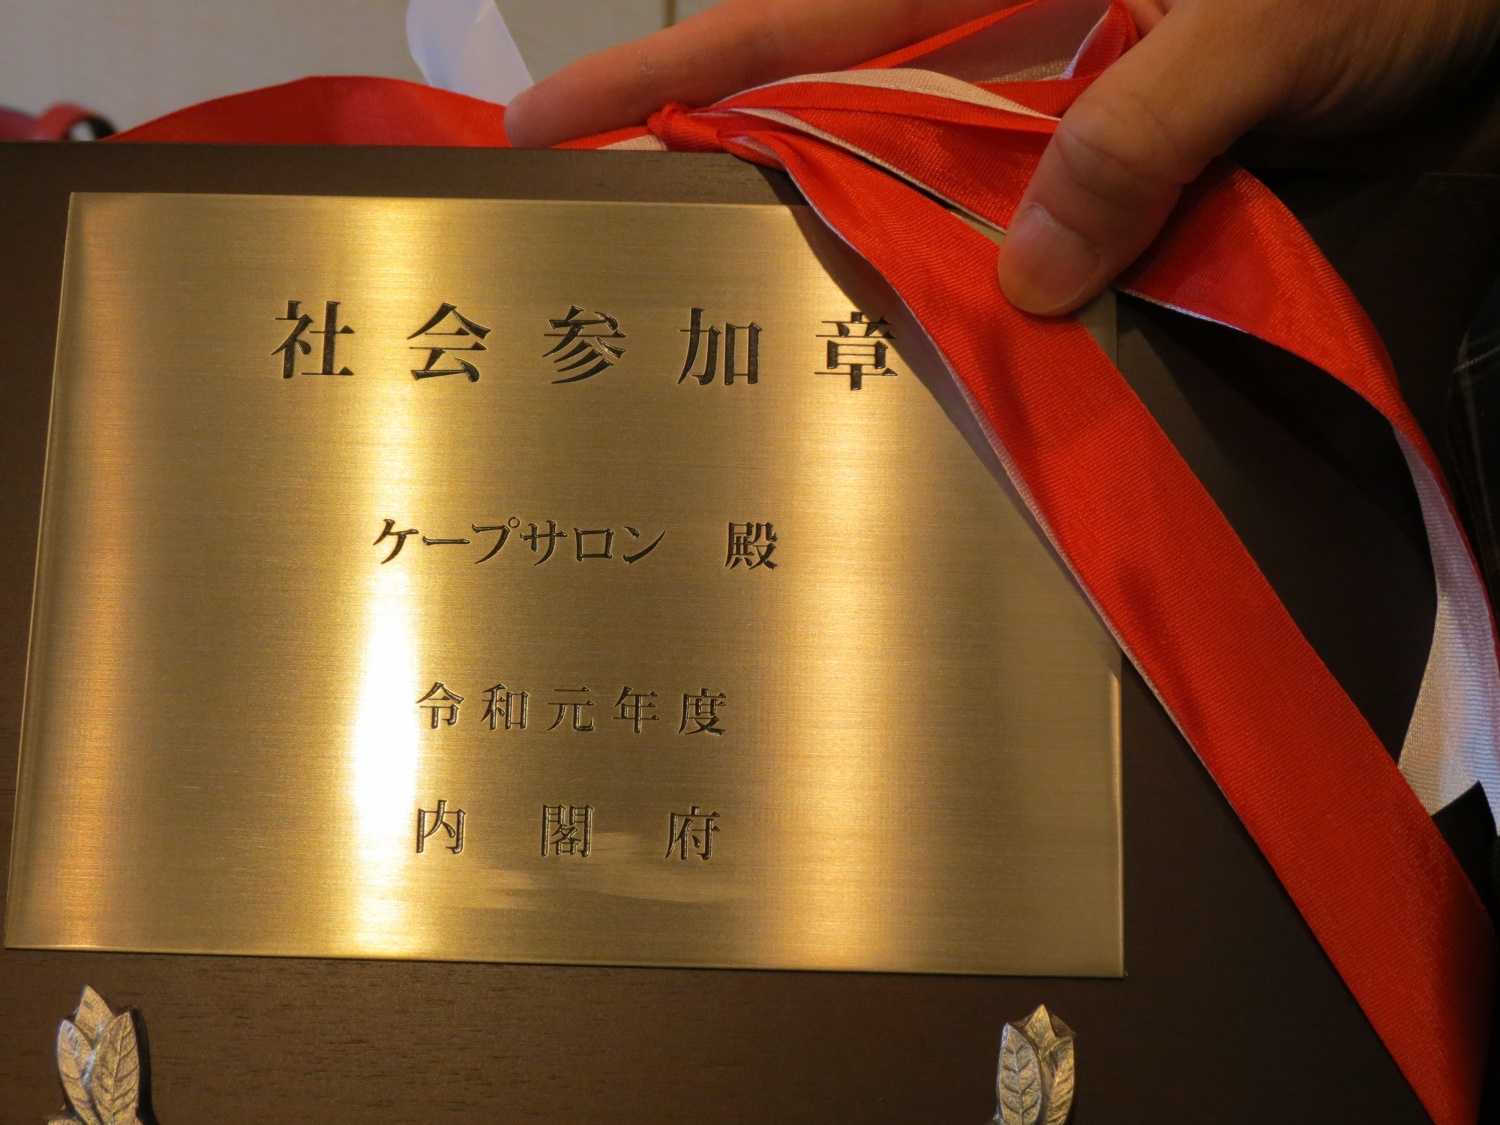 社会参加章
ケープサロン 殿
令和元年度
内閣府